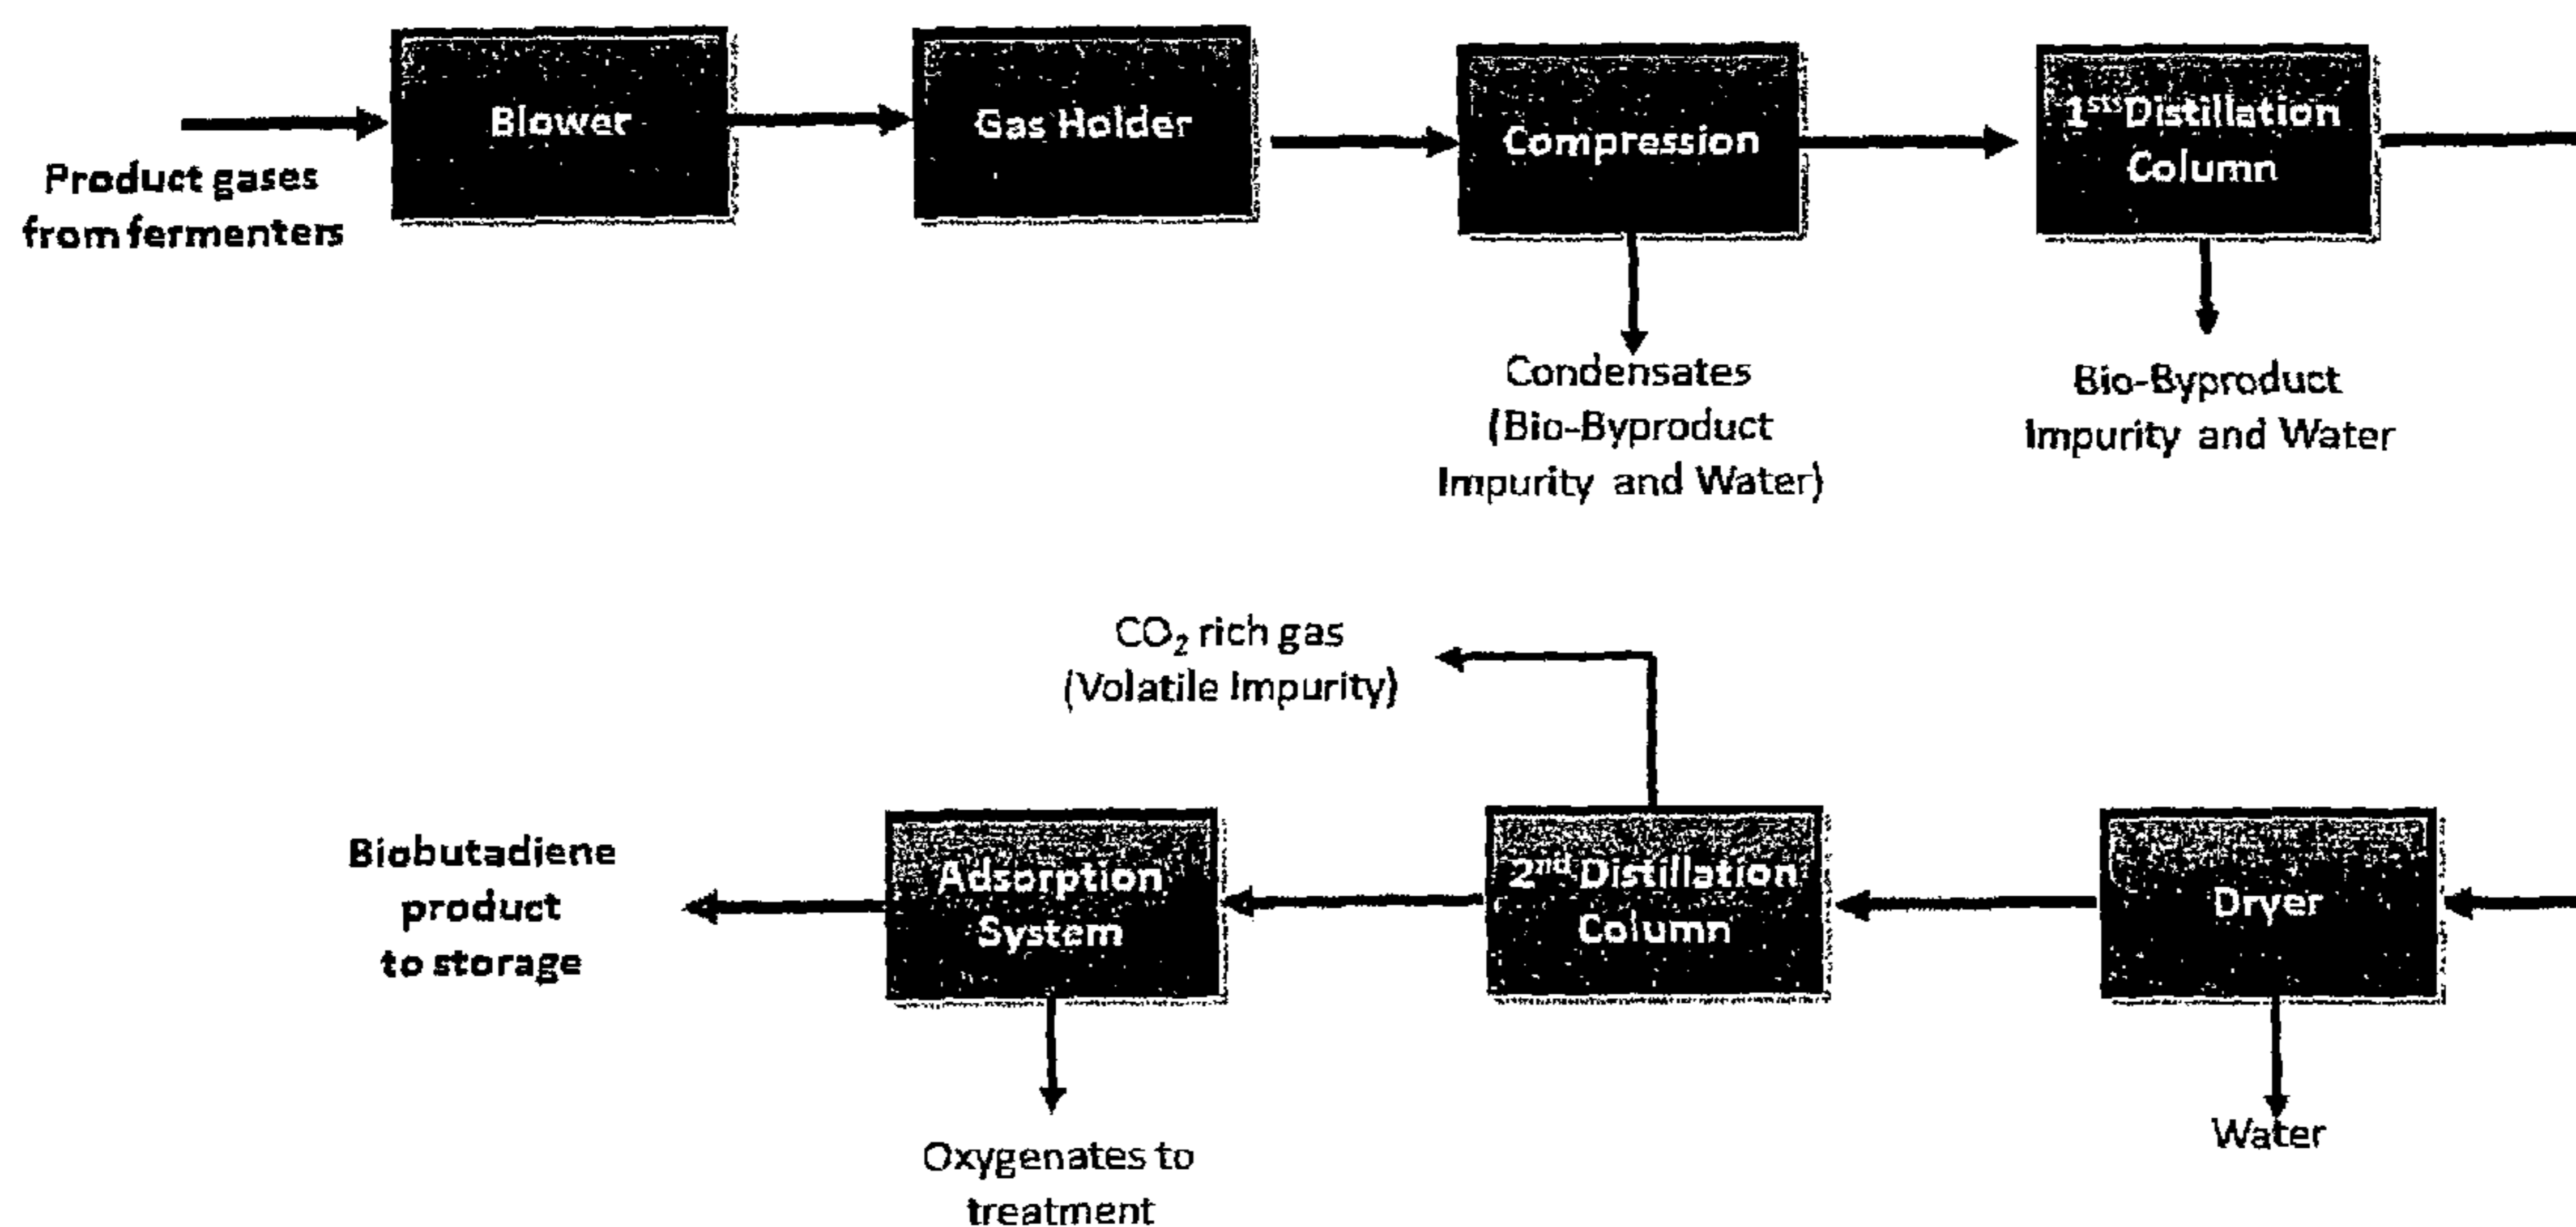 Blower
Gas Holder
Compression
1sts Distillation
Column
Product gases
from fermenters
Condensates
(Bio-Byproduct
Impurity and Water)
Bio-Byproduct
Impurity and Water
CO₂ rich gas
(Volatile Impurity)
Dryer
2nd Distillation
Column
Adsorption
System
Biobutadiene
product
to storage
Water
Oxygenates to
treatment